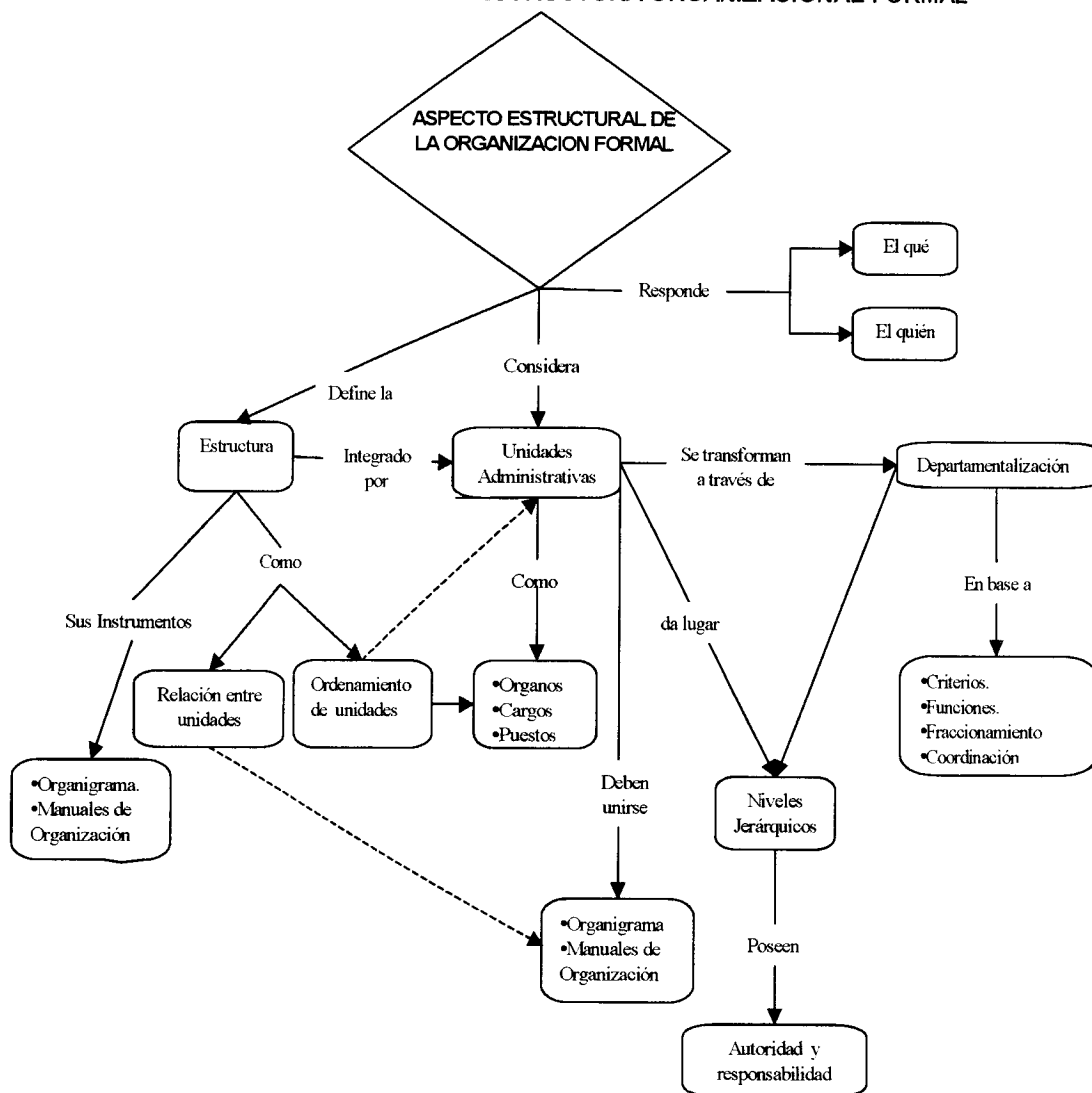 ORGANIZACIONAL FORMAL
ASPECTO ESTRUCTURAL DE
LA ORGANIZACION FORMAL
El qué
Responde
El quién
Considera
Define la
Estructura
Integrado
por
Unidades
Administrativas
Se transforman
a través de
Departamentalización
Como
Como
En base a
Sus Instrumentos
da lugar
Relación entre
unidades
Ordenamiento
de unidades
•Organos
•Cargos
•Puestos
•Criterios.
•Funciones.
•Fraccionamiento
•Coordinación
•Organigrama.
•Manuales de
Organización
Deben
unirse
Niveles
Jerárquicos
•Organigrama
•Manuales de
Organización
Poseen
Autoridad y
responsabilidad